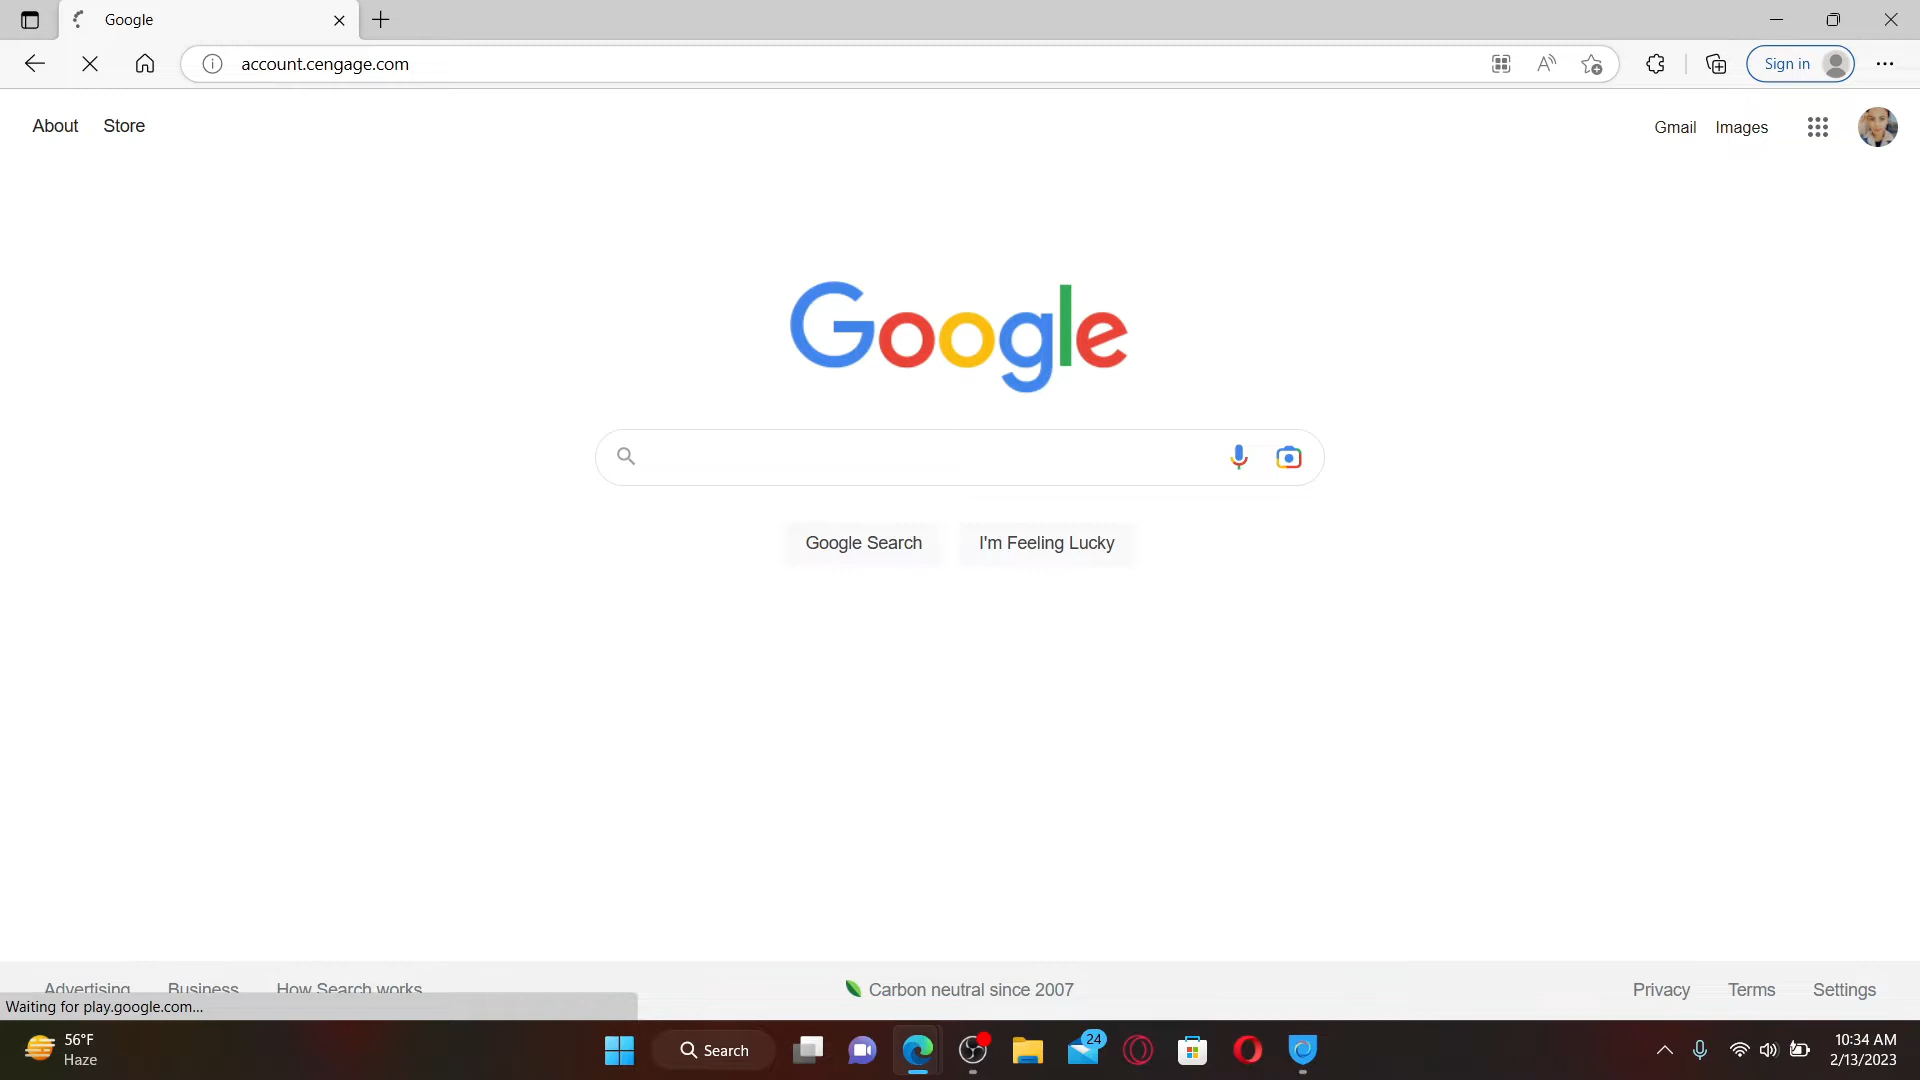 Google
account.cengage.com
Sign in
About Store
Gmail Images
Google
Google Search I'm Feeling Lucky
Advertising Business How Search works
Carbon neutral since 2007
Privacy Terms Settings
Waiting for play.google.com...
56°F
Haze
Search
24
10:34 AM
2/13/2023